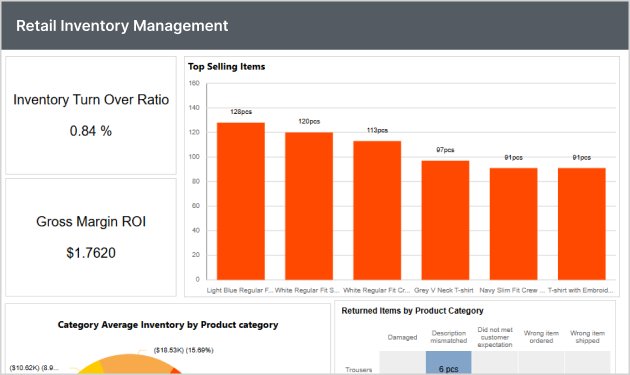 Retail Inventory Management
Inventory Turn Over Ratio
0.84 %
Gross Margin ROI
$1.7620
Top Selling Items
160
140
120
100
80
60
40
20
0
128pcs
120pcs
113pcs
97pcs
91pcs
91pcs
Light Blue Regular F...
White Regular Fit S...
White Regular Fit Cr...
Grey V Neck T-shirt
Navy Slim Fit Crew ...
T-shirt with Embroid...
Category Average Inventory by Product category
($18.53K) (15.69%)
($10.62K) (8.9...
Returned Items by Product Category
Damaged
Description
mismatched
Did not met
customer
expectation
Wrong item
ordered
Wrong item
shipped
Trousers
6 pcs